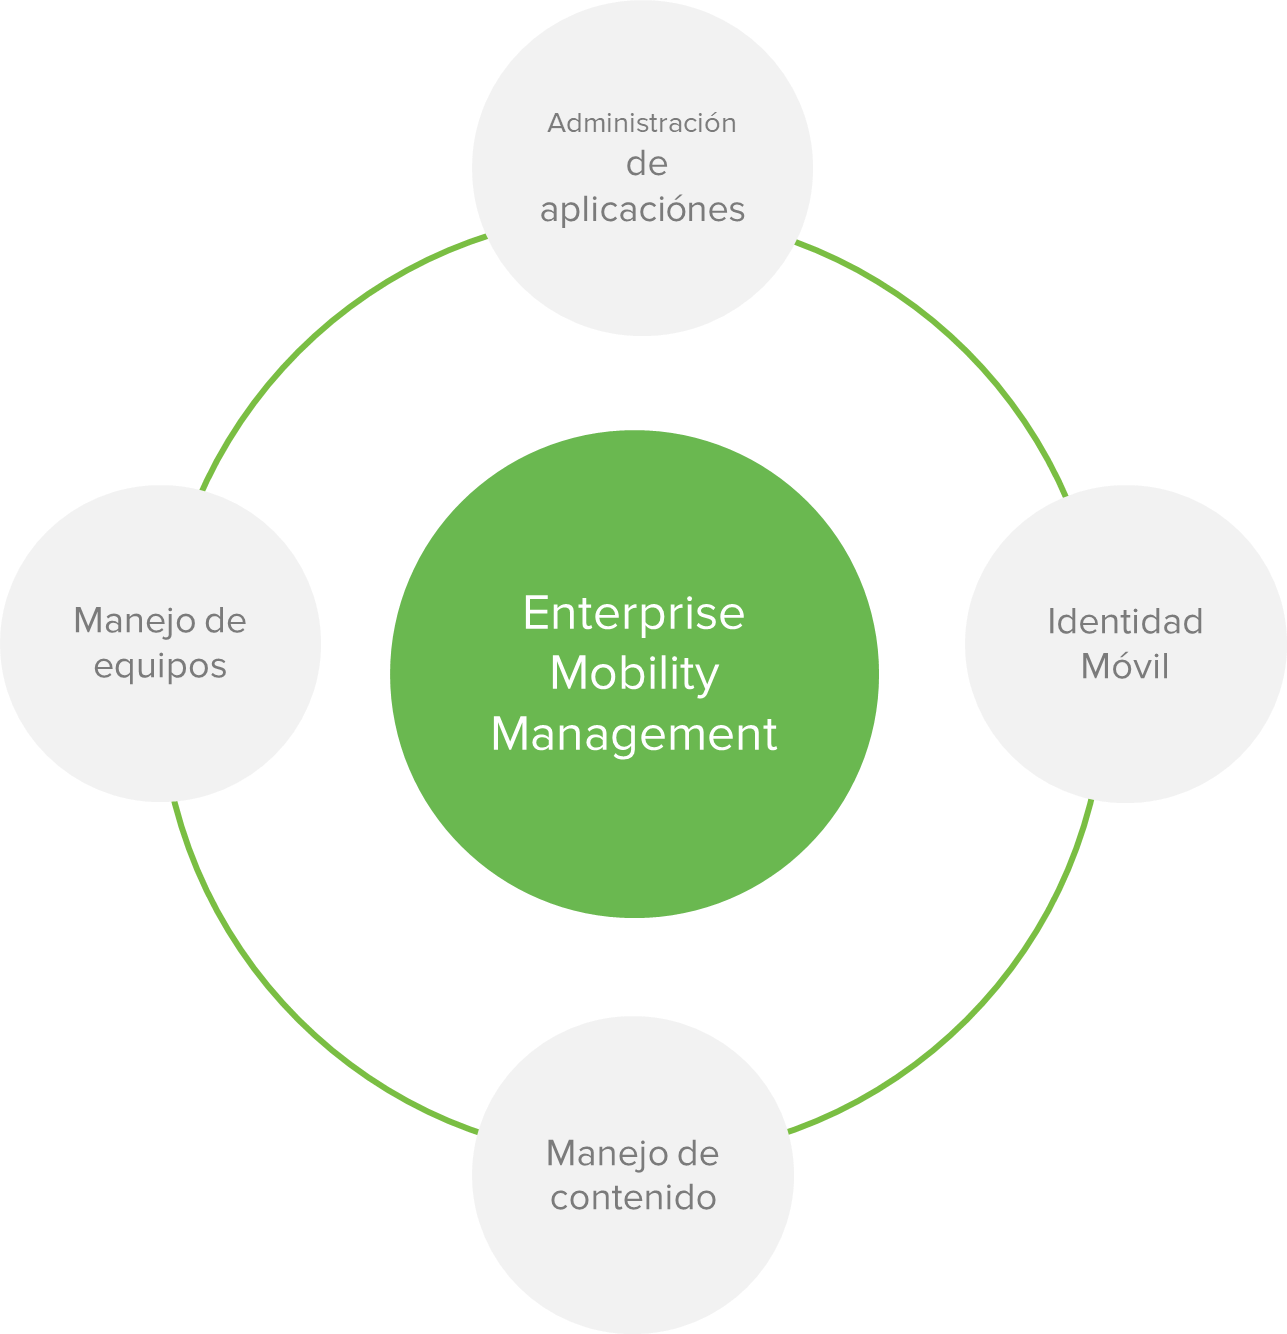 Administración
de
aplicaciónes
Manejo de
equipos
Enterprise
Mobility
Management
Identidad
Móvil
Manejo de
contenido